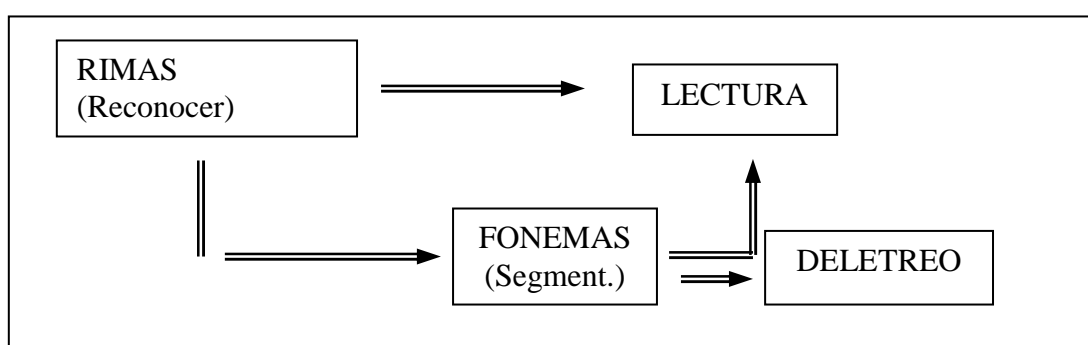 RIMAS
(Reconocer)
LECTURA
FONEMAS
(Segment.)
DELETREO